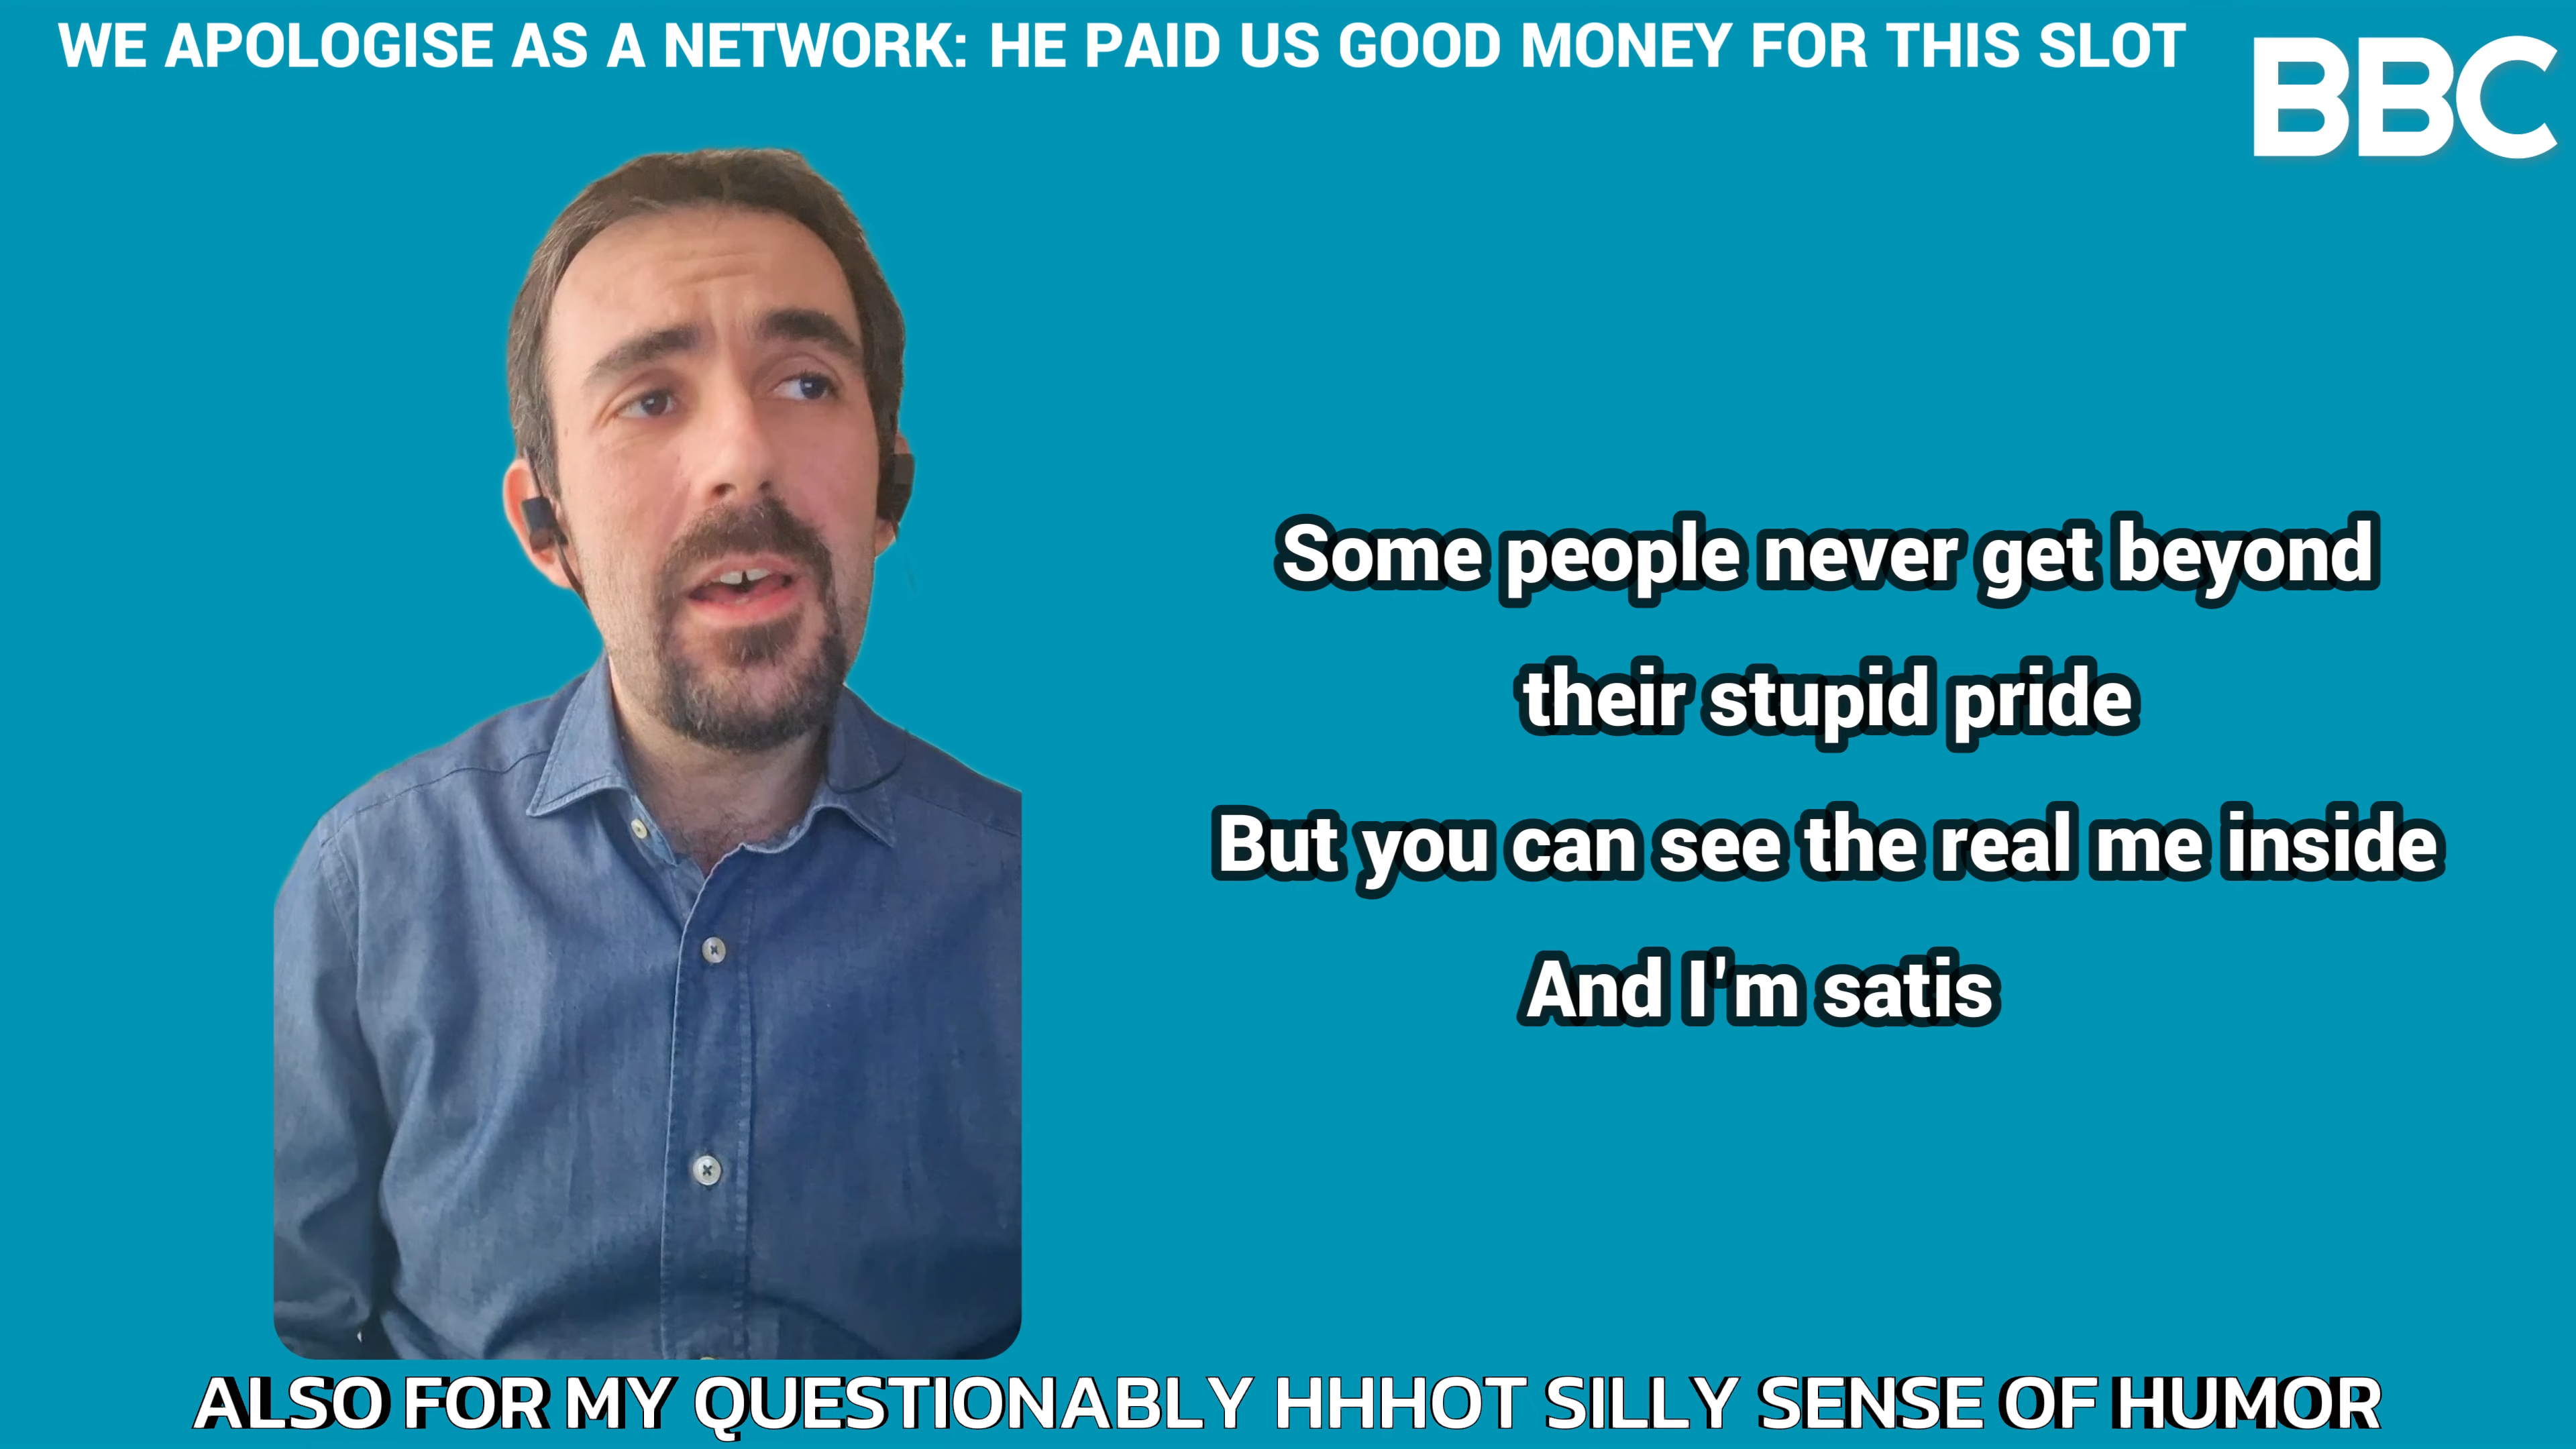 WE APOLOGISE AS A NETWORK: HE PAID US GOOD MONEY FOR THIS SLOT
BBC
Some people never get beyond
their stupid pride
But you can see the real me inside
And I'm satis
ALSO FOR MY QUESTIONABLY HHHOT SILLY SENSE OF HUMOR